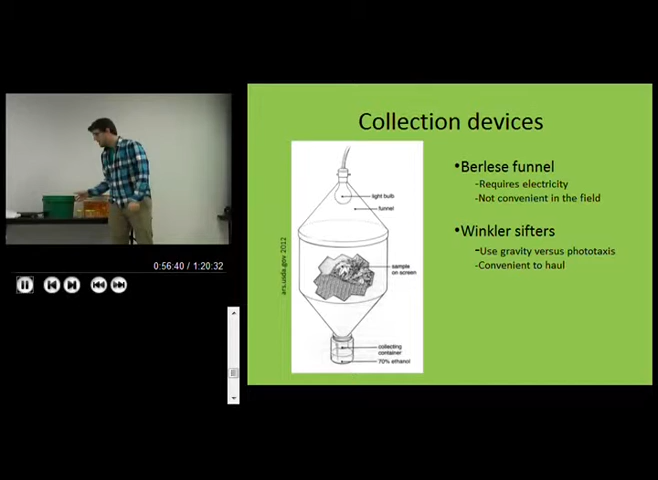 Collection devices
light bulb
funnel
sample
on screen
collecting
container
70% ethanol
ars.usda.gov 2012
•Berlese funnel
-Requires electricity
-Not convenient in the field
•Winkler sifters
-Use gravity versus phototaxis
-Convenient to haul
0:56:40 / 1:20:32